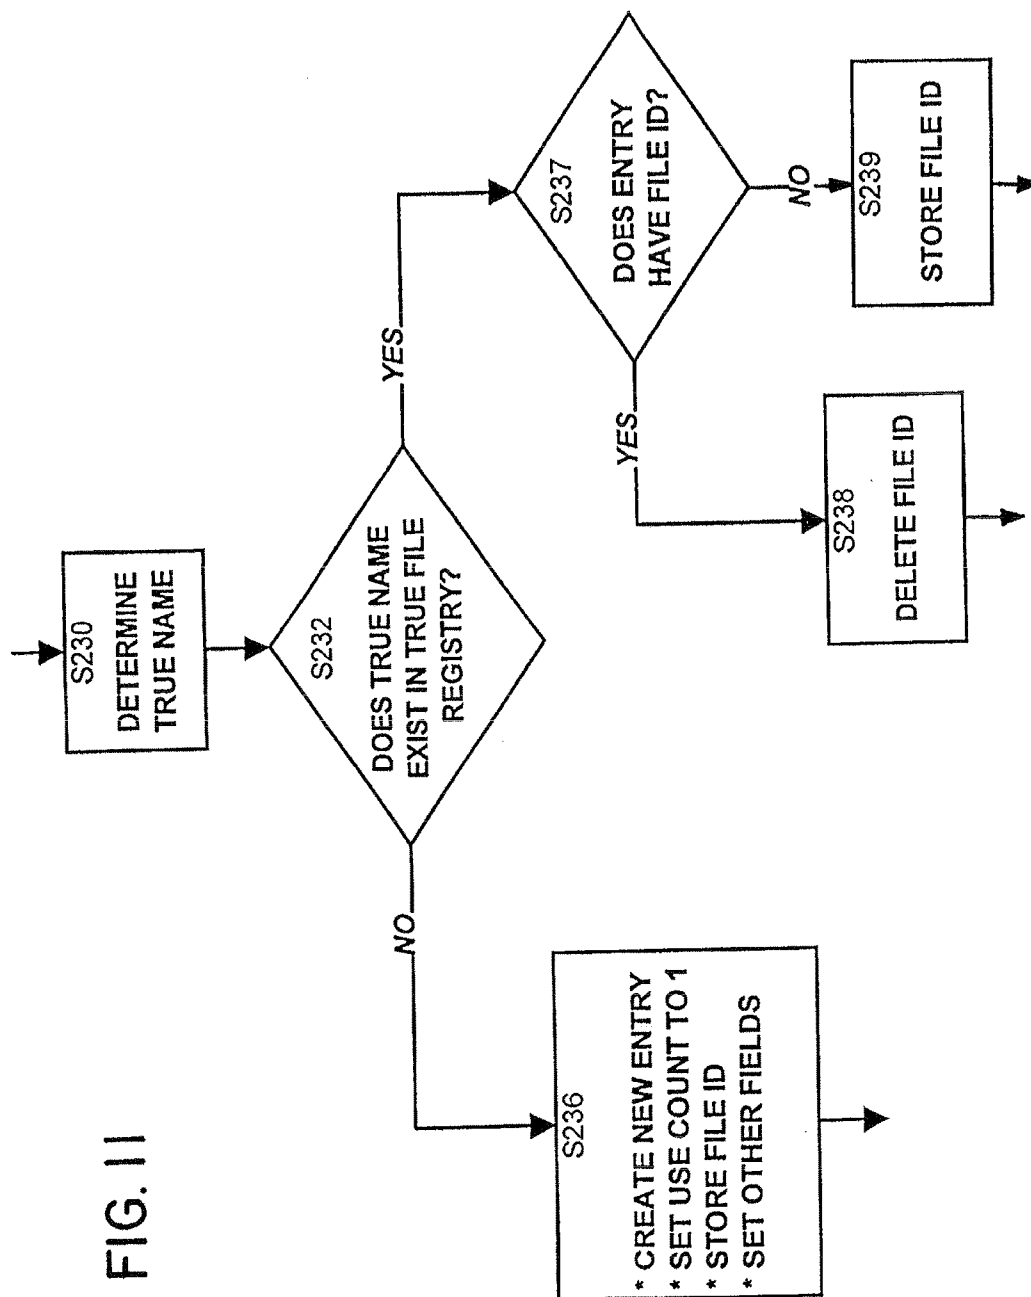 FIG. 11
S230
DETERMINE
TRUE NAME
S232
DOES TRUE NAME
EXIST IN TRUE FILE
REGISTRY?
NO
YES
S236
* CREATE NEW ENTRY
* SET USE COUNT TO 1
* STORE FILE ID
* SET OTHER FIELDS
S237
DOES ENTRY
HAVE FILE ID?
YES
NO
S238
DELETE FILE ID
S239
STORE FILE ID